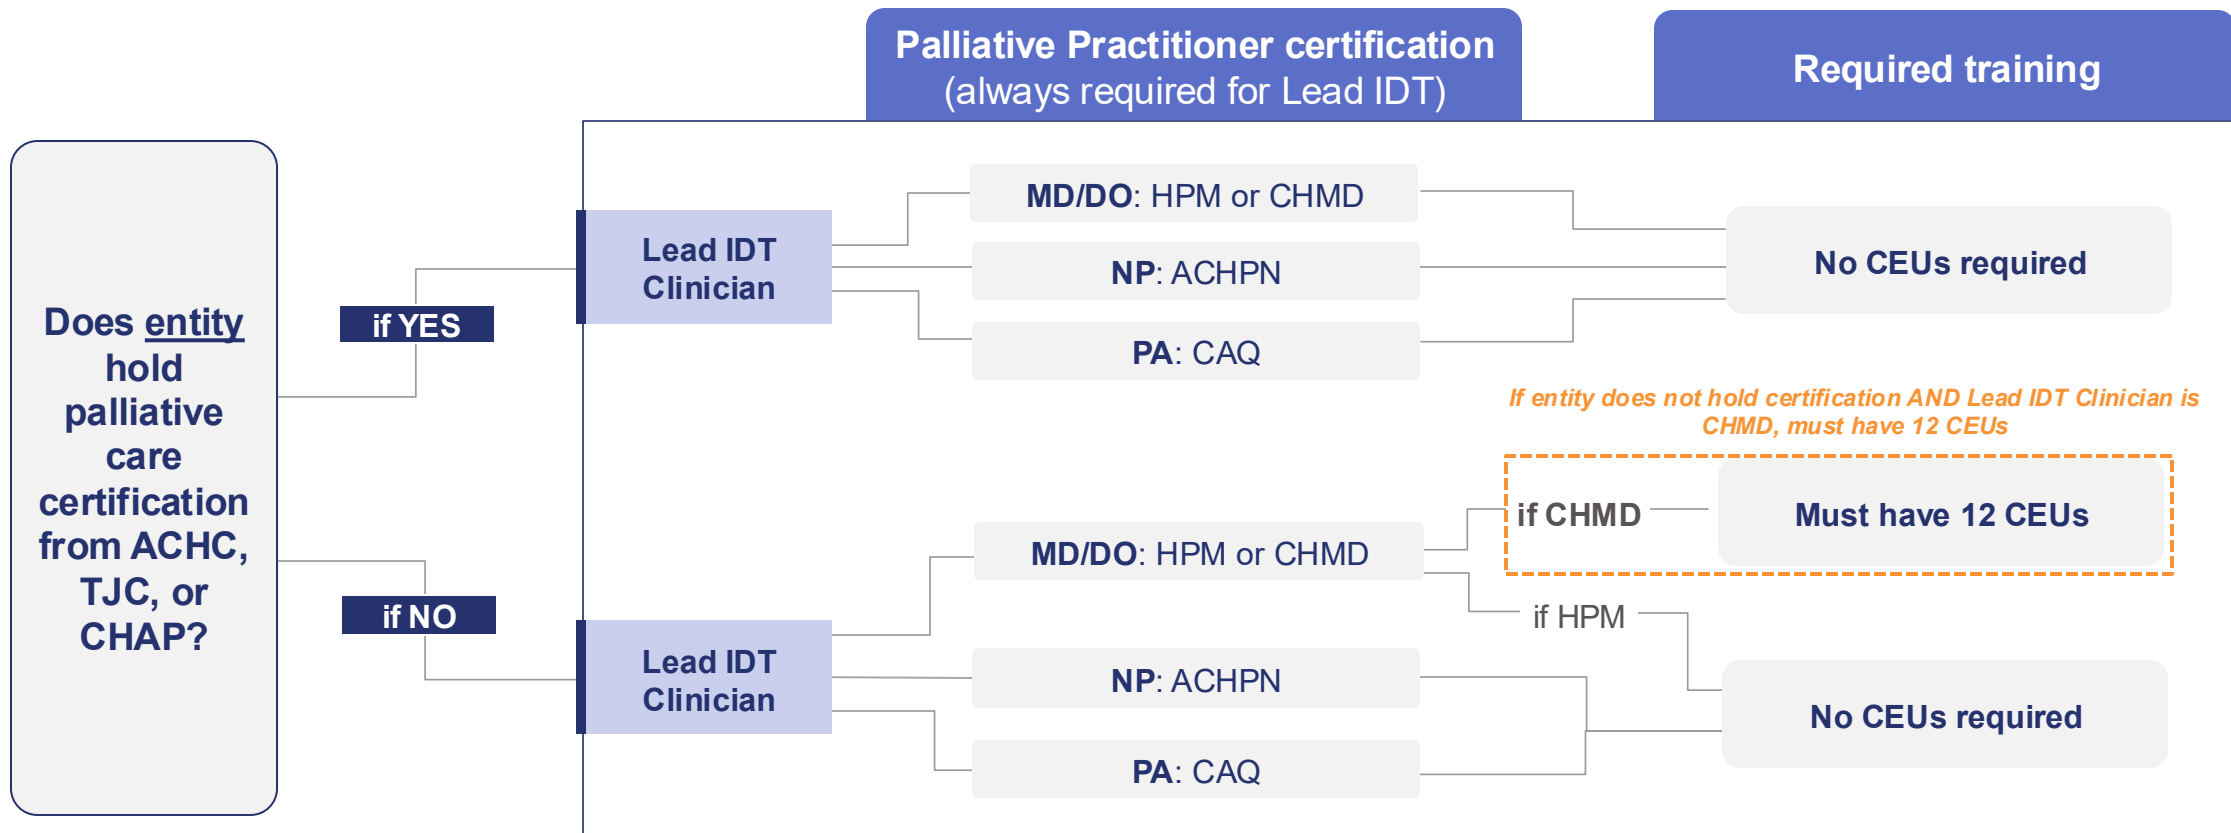 Palliative Practitioner certification
(always required for Lead IDT)
Required training
Does entity
hold
palliative
care
certification
from ACHC,
TJC, or
CHAP?
if YES
Lead IDT
Clinician
MD/DO: HPM or CHMD
NP: ACHPN
PA: CAQ
No CEUs required
If entity does not hold certification AND Lead IDT Clinician is
CHMD, must have 12 CEUs
if NO
Lead IDT
Clinician
MD/DO: HPM or CHMD
if CHMD
Must have 12 CEUs
if HPM
NP: ACHPN
PA: CAQ
No CEUs required